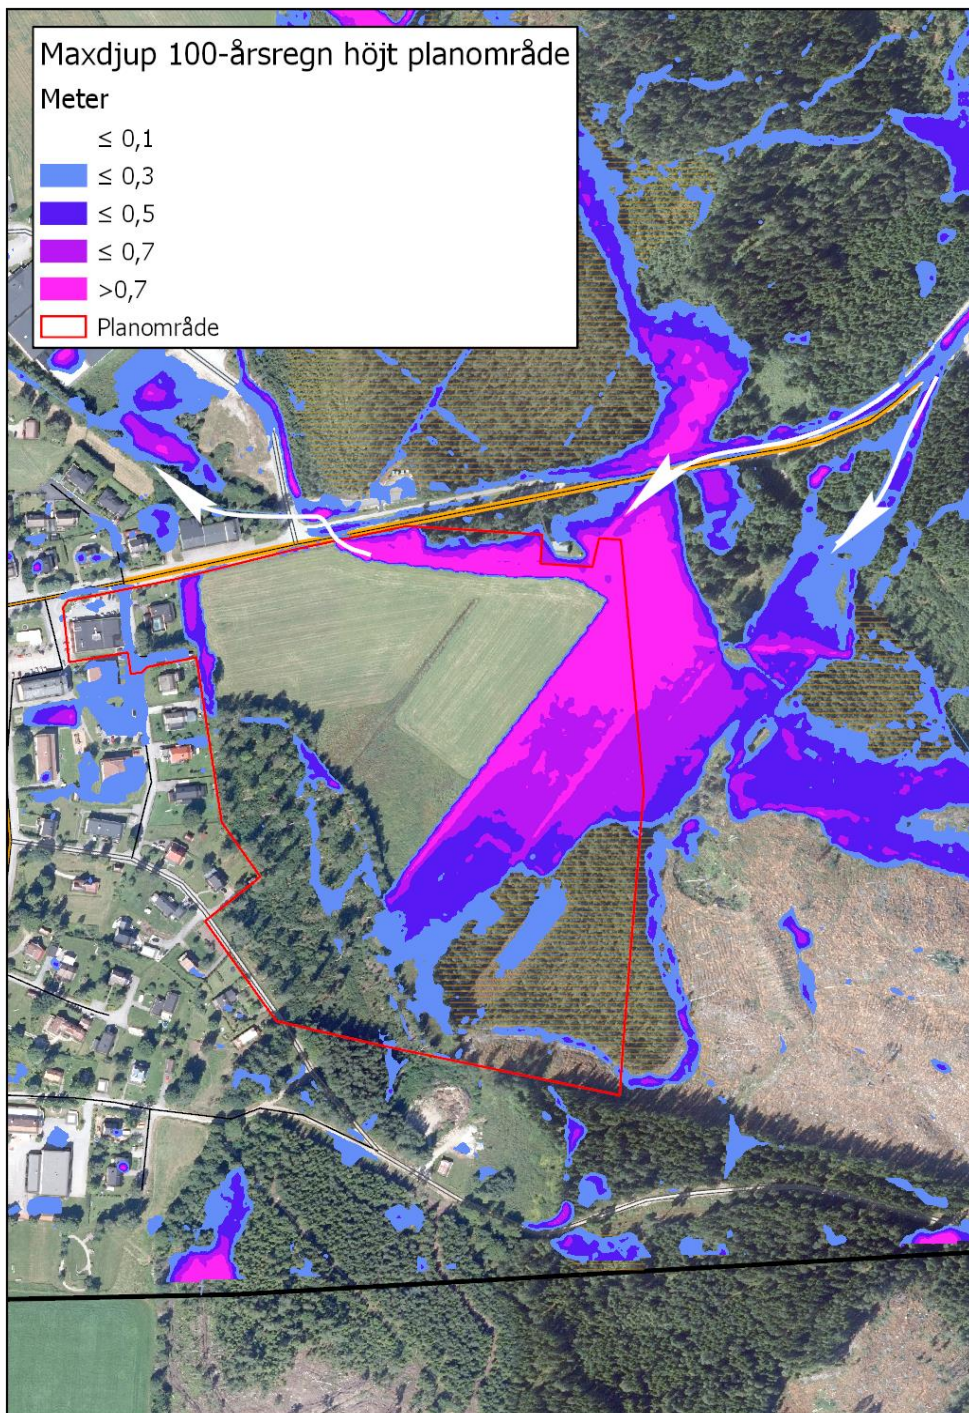 Maxdjup 100-årsregn höjt planområde
Meter
≤ 0,1
≤ 0,3
≤ 0,5
≤ 0,7
>0,7
Planområde